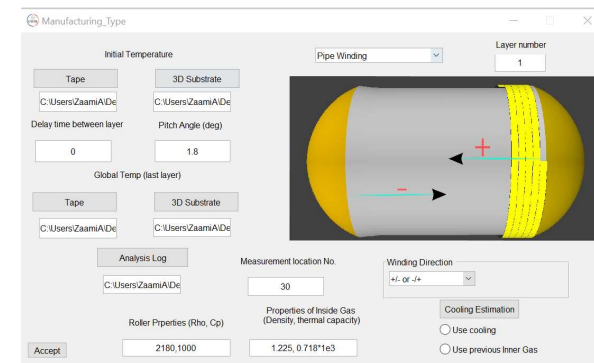 Manufacturing_Type
Initial Temperature
Pipe Winding
Layer number
1
Tape
3D Substrate
C:\Users\ZaamiA\De
C:\Users\ZaamiA\De
Delay time between layer
Pitch Angle (deg)
0
1.8
Global Temp (last layer)
Tape
3D Substrate
C:\Users\ZaamiA\De
C:\Users\ZaamiA\De
+
-
Analysis Log
C:\Users\ZaamiA\De
Measurement location No.
30
Winding Direction
+/- or -/+
Roller Prperties (Rho, Cp)
2180,1000
Properties of Inside Gas
(Density, thermal capacity)
1.225, 0.718*1e3
Cooling Estimation
Use cooling
Use previous Inner Gas
Accept